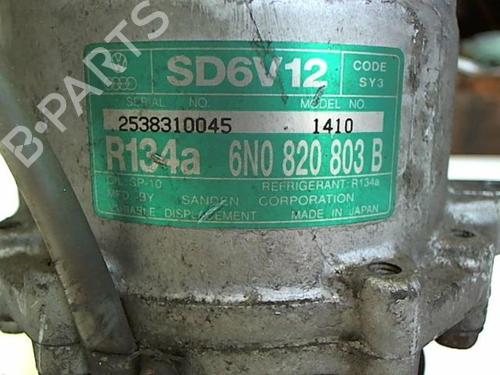 B-PARTS
SD6V12
CODE
SY3
SERIAL NO.
MODEL NO.
2538310045 1410
R134a 6N0 820 803 B
SP-10 REFRIGERANT: R134a
BY SANDEN CORPORATION
DISPLACEMENT MADE IN JAPAN